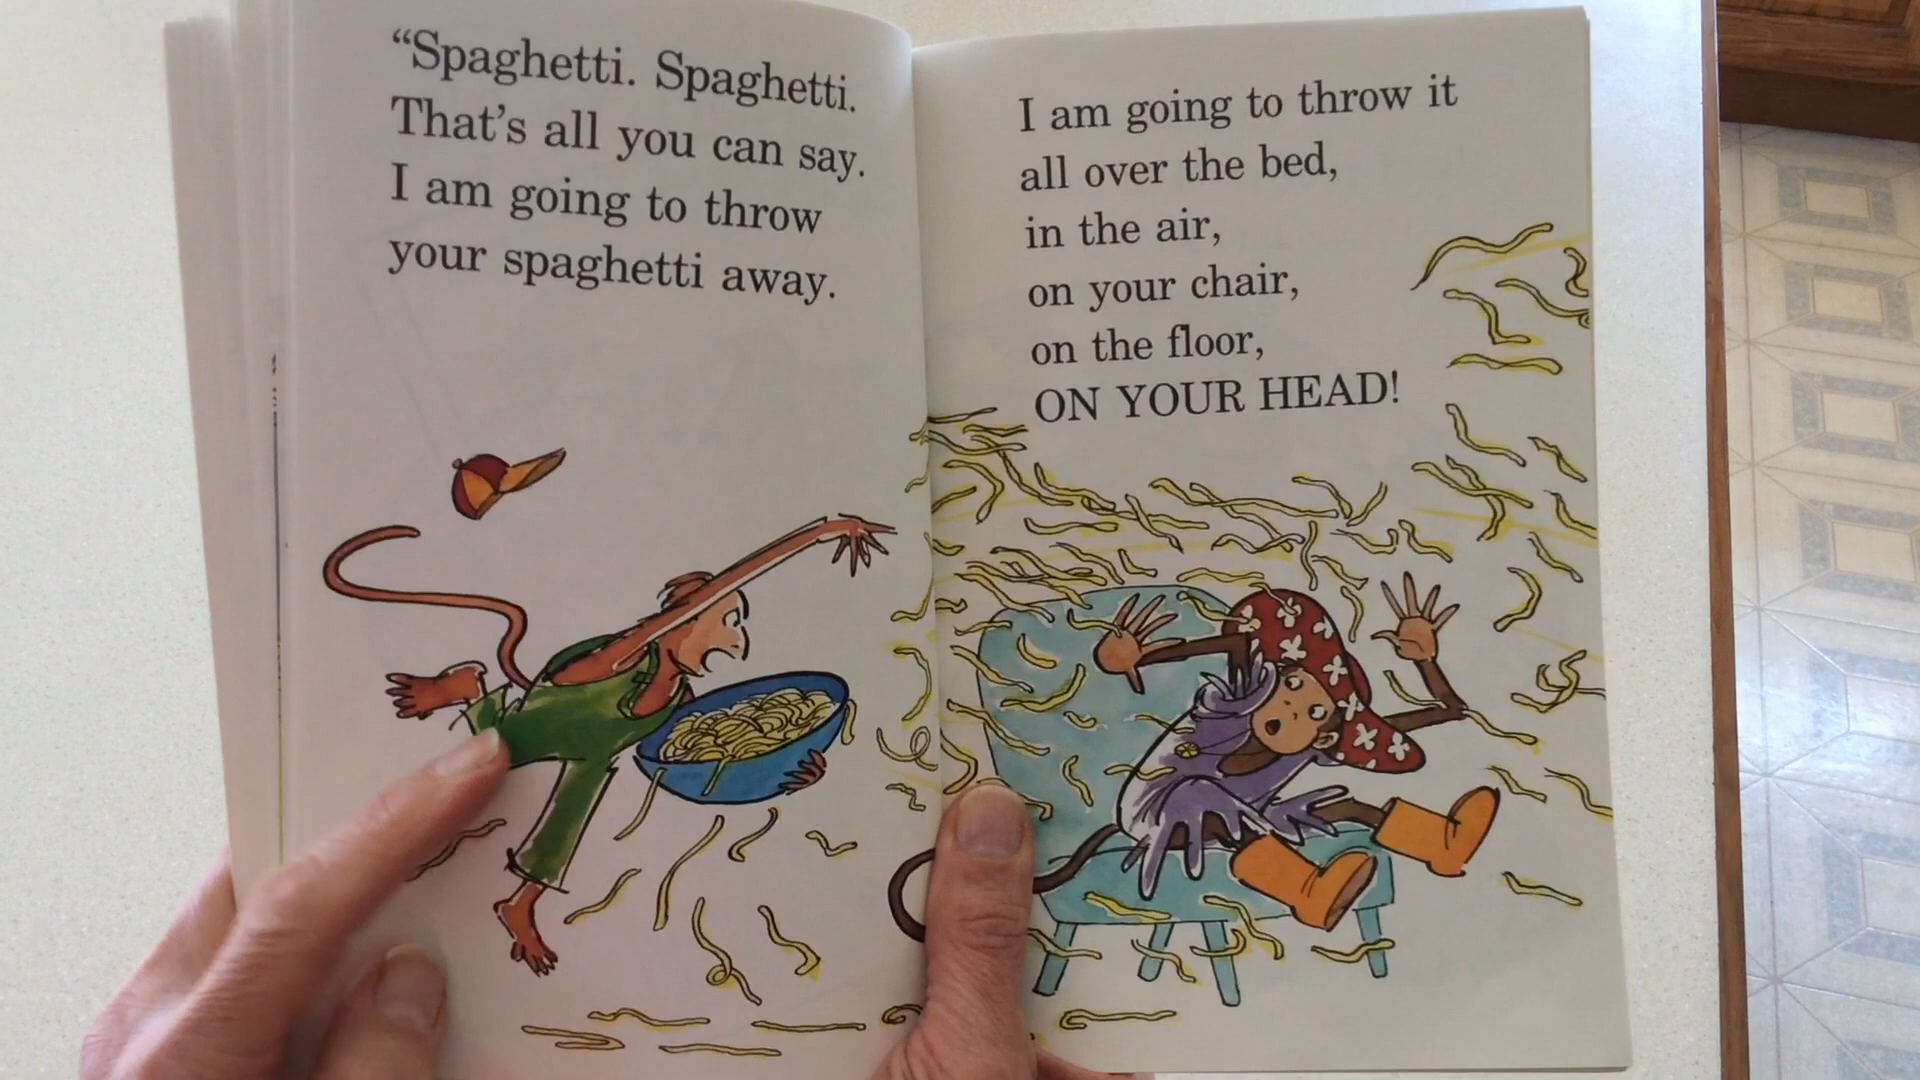 “Spaghetti. Spaghetti.
That’s all you can say.
I am going to throw
your spaghetti away.
I am going to throw it
all over the bed,
in the air,
on your chair,
on the floor,
ON YOUR HEAD!